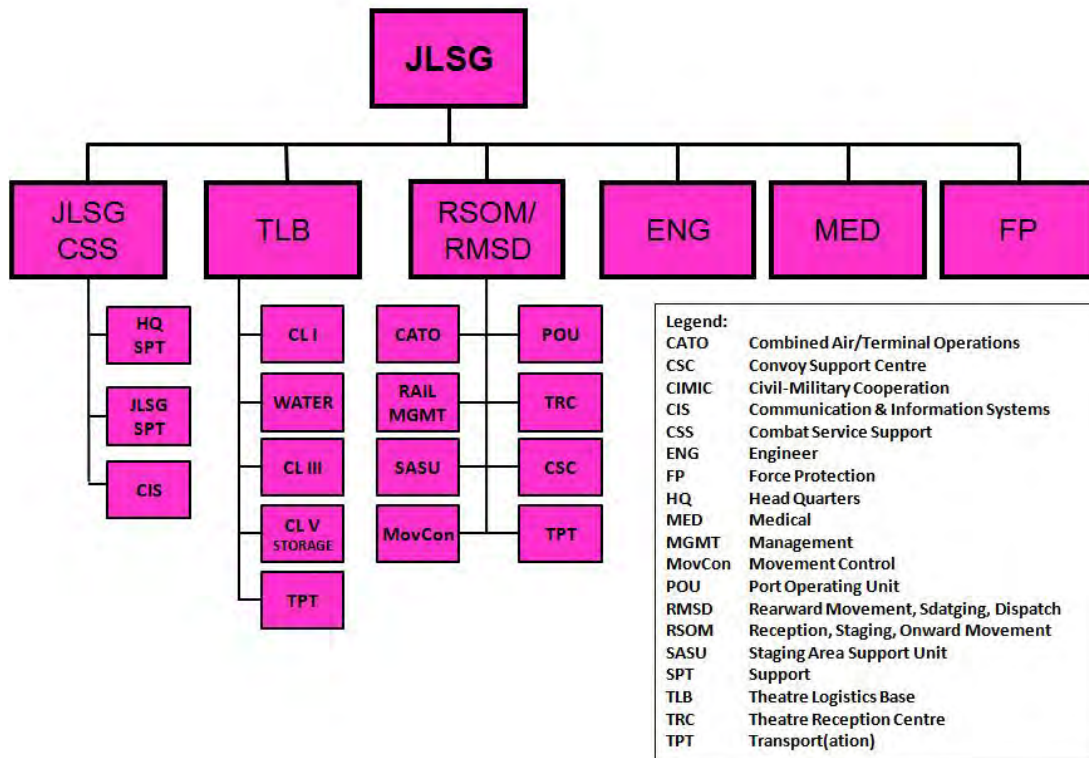 JLSG
JLSG
CSS
TLB
RSOM/
RMSD
ENG
MED
FP
HQ
SPT
JLSG
SPT
CIS
CL I
WATER
CL III
CL V
STORAGE
TPT
CATO
RAIL
MGMT
SASU
MovCon
POU
TRC
CSC
TPT
Legend:
CATO Combined Air/Terminal Operations
CSC Convoy Support Centre
CIMIC Civil-Military Cooperation
CIS Communication & Information Systems
CSS Combat Service Support
ENG Engineer
FP Force Protection
HQ Head Quarters
MED Medical
MGMT Management
MovCon Movement Control
POU Port Operating Unit
RMSD Rearward Movement, Sdatging, Dispatch
RSOM Reception, Staging, Onward Movement
SASU Staging Area Support Unit
SPT Support
TLB Theatre Logistics Base
TRC Theatre Reception Centre
TPT Transport(ation)